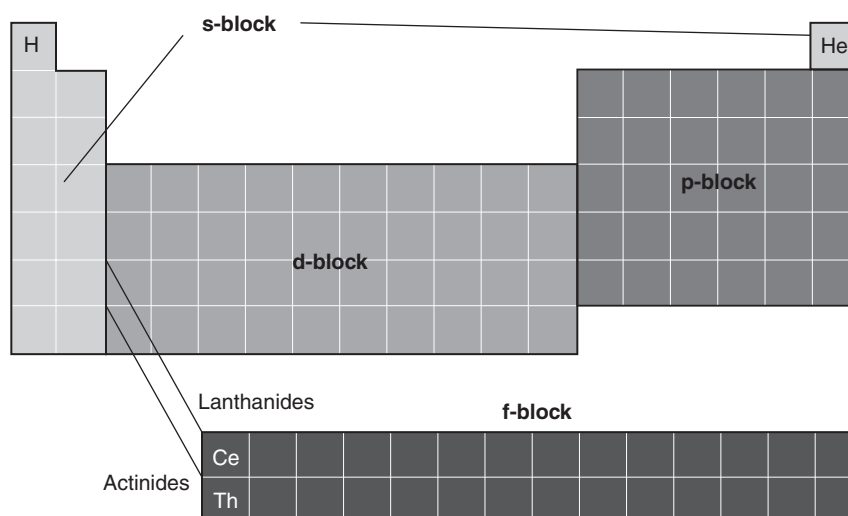 s-block
H
He
p-block
d-block
Lanthanides
f-block
Ce
Actinides
Th